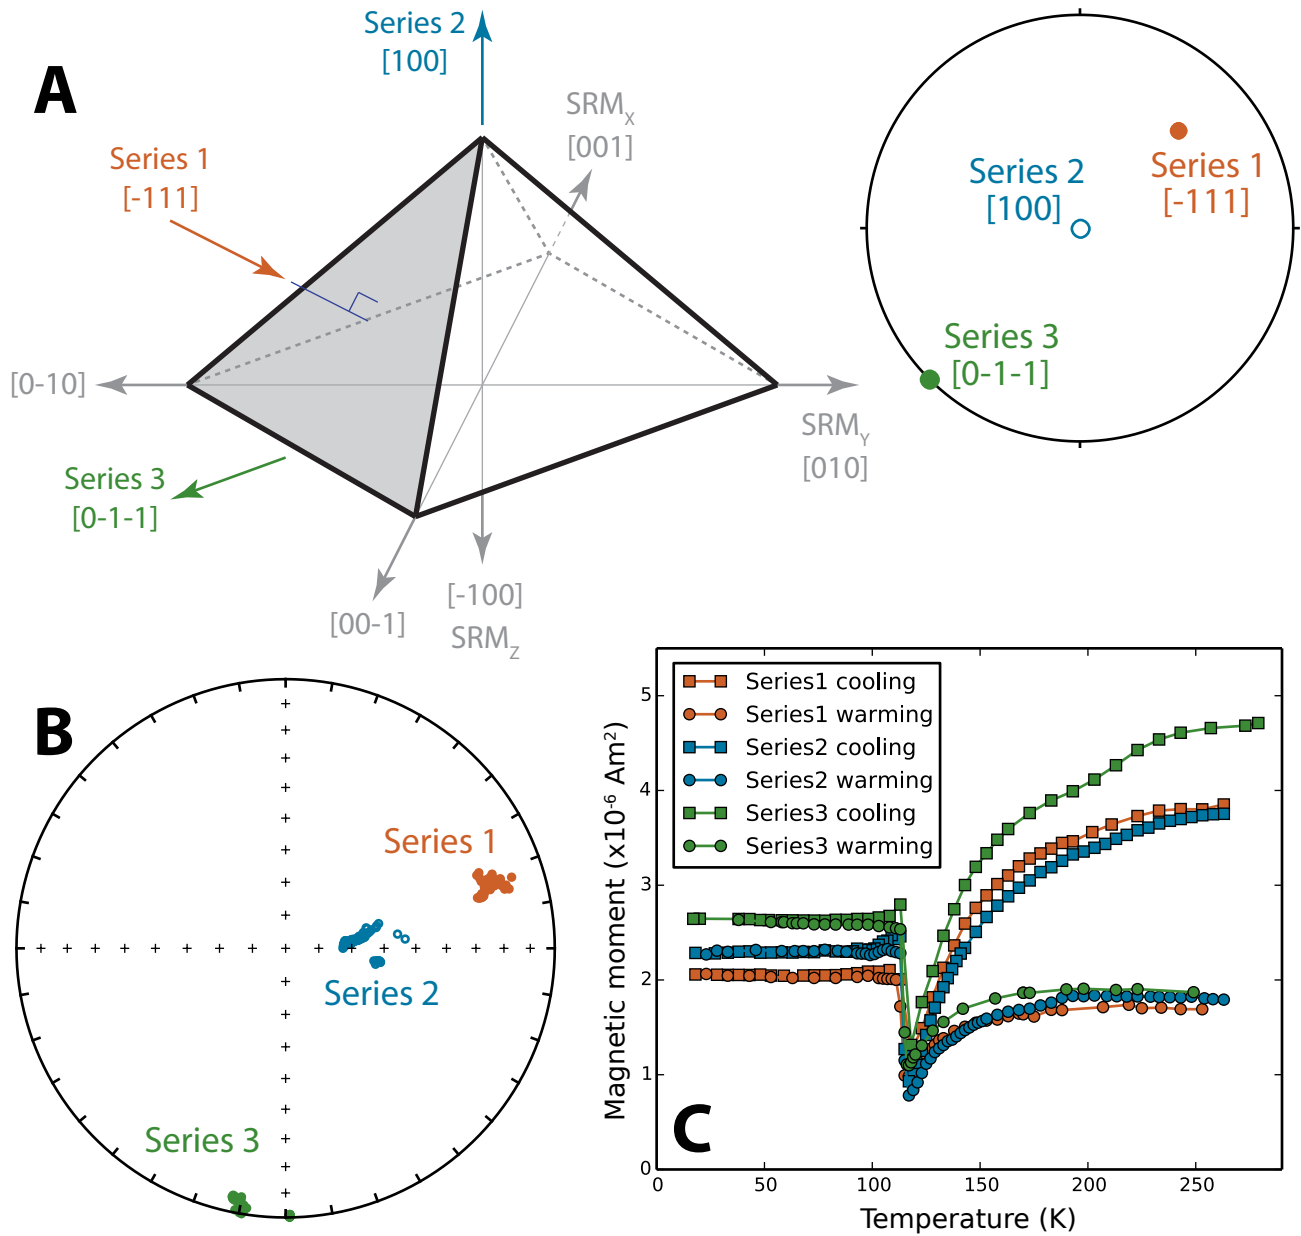 A
Series 2
[100]
SRM_X
[001]
Series 1
[-111]
[0-10]
SRM_Y
[010]
Series 3
[0-1-1]
[00-1]
[-100]
SRM_Z
Series 2
[100]
Series 1
[-111]
Series 3
[0-1-1]
B
Series 1
Series 2
Series 3
Magnetic moment (x10⁻⁶ Am²)
5
4
3
2
1
0
Series1 cooling
Series1 warming
Series2 cooling
Series2 warming
Series3 cooling
Series3 warming
C
0 50 100 150 200 250
Temperature (K)